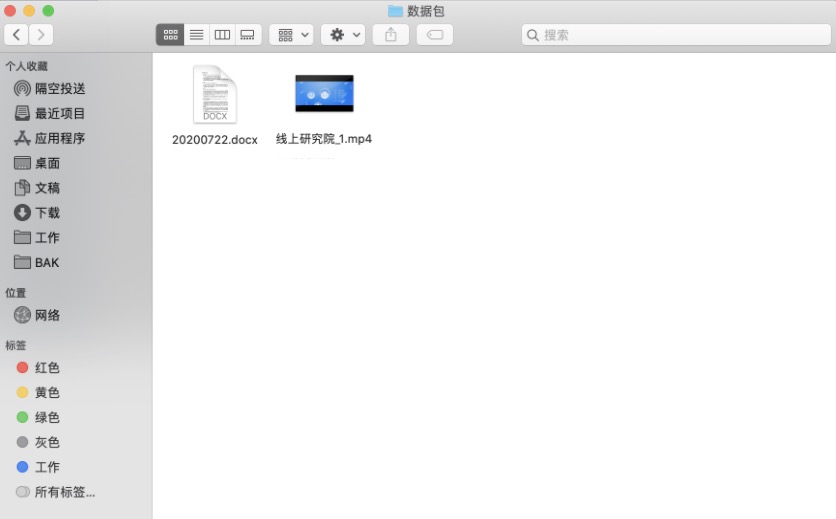 数据包
搜索
个人收藏
隔空投送
最近项目
应用程序
桌面
文稿
下载
工作
BAK
位置
网络
标签
红色
黄色
绿色
灰色
工作
所有标签...
DOCX
20200722.docx
线上研究院_1.mp4